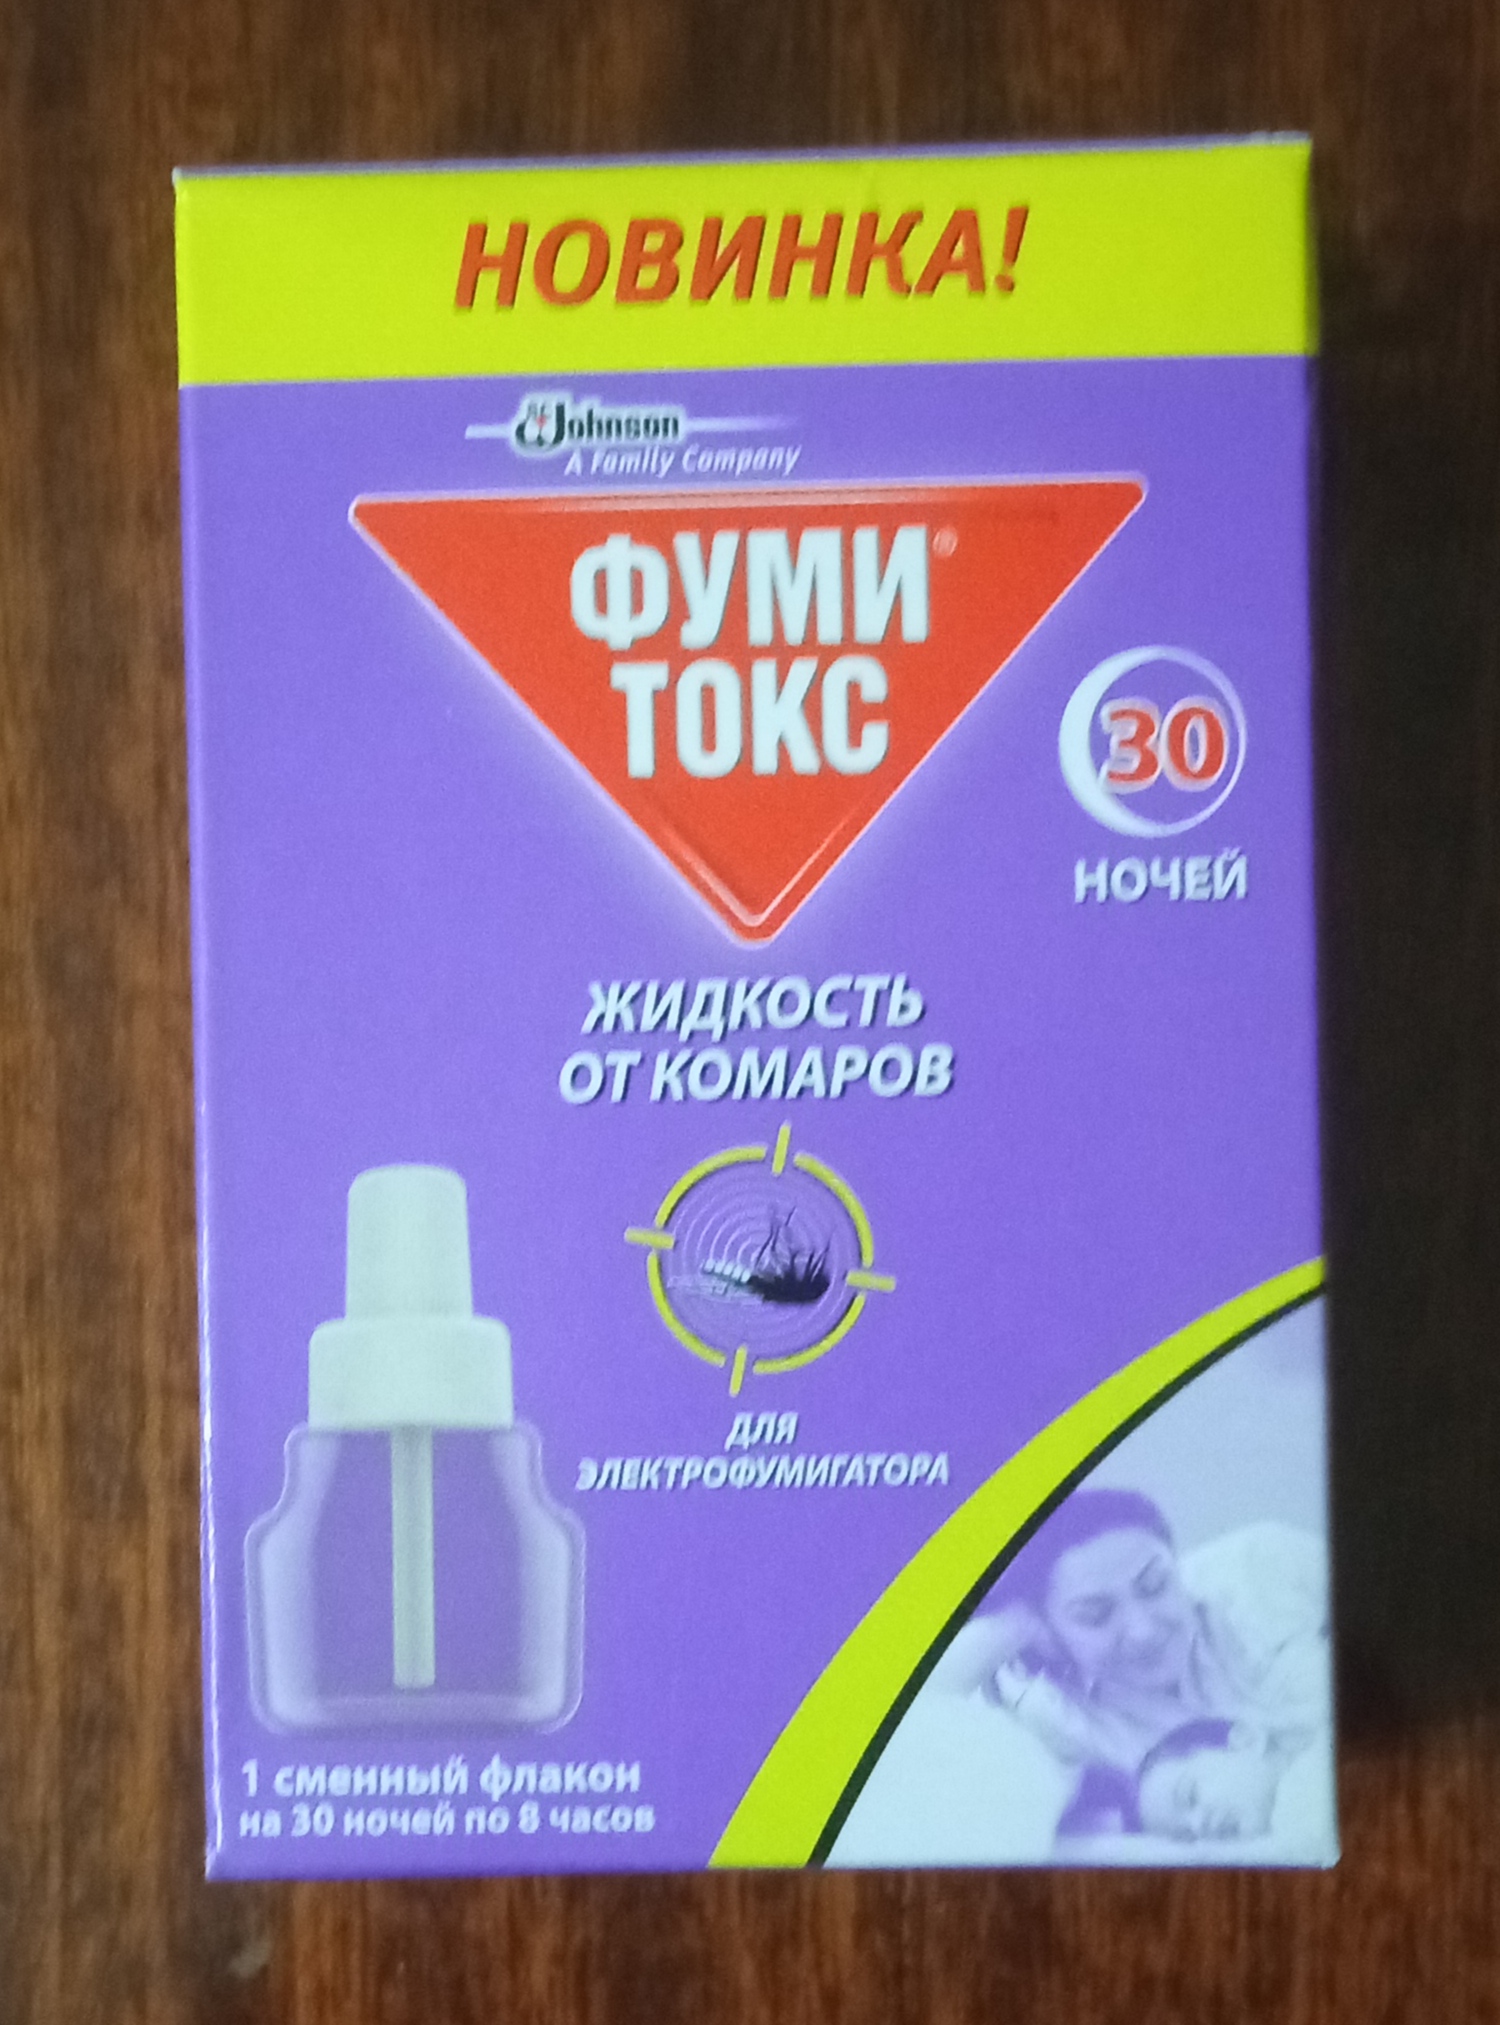 НОВИНКА!
SC Johnson
A Family Company
ФУМИ®
ТОКС
30
НОЧЕЙ
ЖИДКОСТЬ
ОТ КОМАРОВ
ДЛЯ
ЭЛЕКТРОФУМИГАТОРА
1 сменный флакон
на 30 ночей по 8 часов